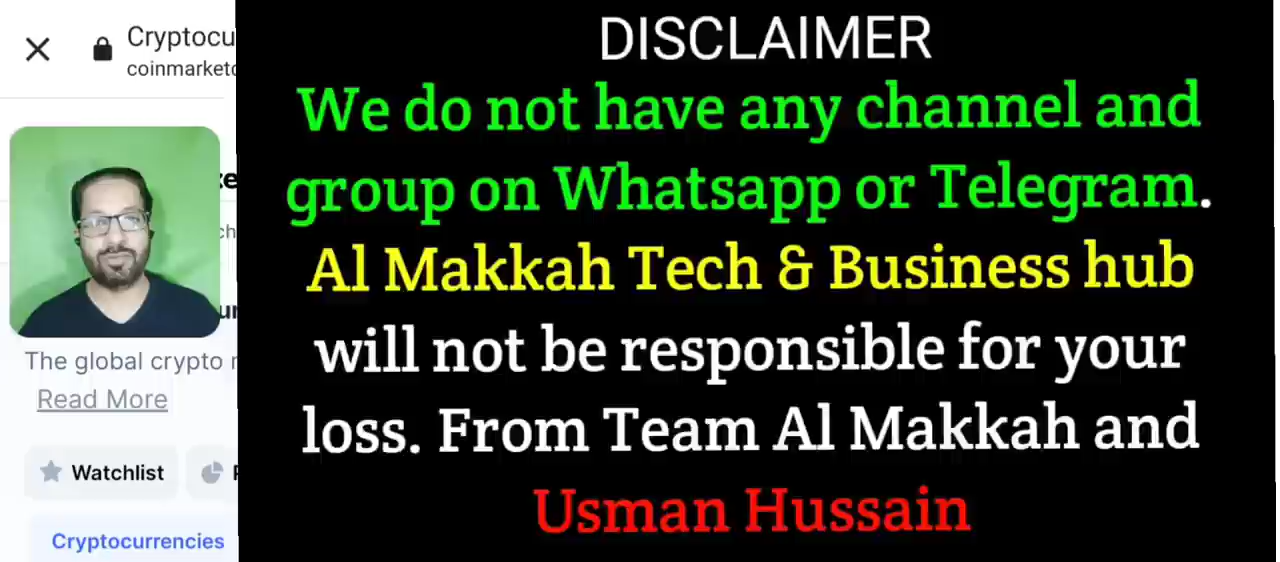 Cryptocu
coinmarketc
The global crypto
Read More
Watchlist
Cryptocurrencies
DISCLAIMER
We do not have any channel and
group on Whatsapp or Telegram.
Al Makkah Tech & Business hub
will not be responsible for your
loss. From Team Al Makkah and
Usman Hussain